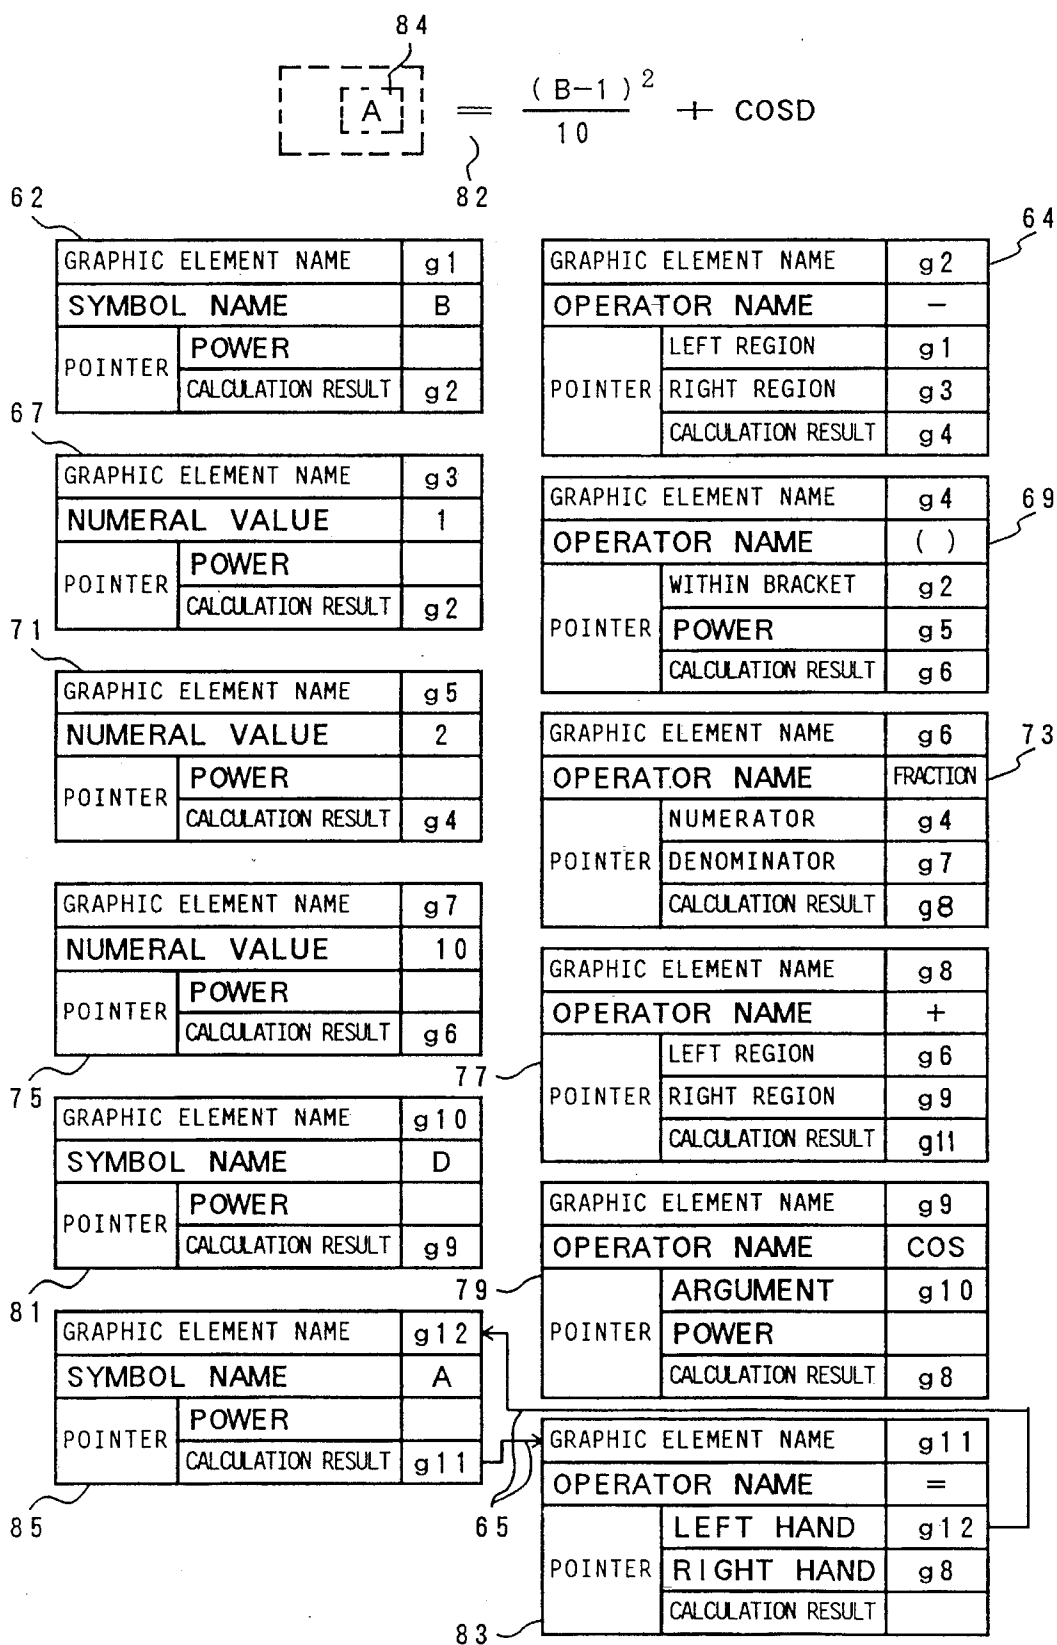 84
A = (B-1)² / 10 + COSD
82
62
GRAPHIC ELEMENT NAME g1
SYMBOL NAME B
POINTER
POWER
CALCULATION RESULT g2
67
GRAPHIC ELEMENT NAME g3
NUMERAL VALUE 1
POINTER
POWER
CALCULATION RESULT g2
71
GRAPHIC ELEMENT NAME g5
NUMERAL VALUE 2
POINTER
POWER
CALCULATION RESULT g4
GRAPHIC ELEMENT NAME g7
NUMERAL VALUE 10
POINTER
POWER
CALCULATION RESULT g6
75
GRAPHIC ELEMENT NAME g10
SYMBOL NAME D
POINTER
POWER
CALCULATION RESULT g9
81
GRAPHIC ELEMENT NAME g12
SYMBOL NAME A
POINTER
POWER
CALCULATION RESULT g11
85
65
64
GRAPHIC ELEMENT NAME g2
OPERATOR NAME −
POINTER
LEFT REGION g1
RIGHT REGION g3
CALCULATION RESULT g4
69
GRAPHIC ELEMENT NAME g4
OPERATOR NAME ( )
POINTER
WITHIN BRACKET g2
POWER g5
CALCULATION RESULT g6
73
GRAPHIC ELEMENT NAME g6
OPERATOR NAME FRACTION
POINTER
NUMERATOR g4
DENOMINATOR g7
CALCULATION RESULT g8
GRAPHIC ELEMENT NAME g8
OPERATOR NAME +
77
POINTER
LEFT REGION g6
RIGHT REGION g9
CALCULATION RESULT g11
GRAPHIC ELEMENT NAME g9
OPERATOR NAME COS
79
POINTER
ARGUMENT g10
POWER
CALCULATION RESULT g8
GRAPHIC ELEMENT NAME g11
OPERATOR NAME =
POINTER
LEFT HAND g12
RIGHT HAND g8
CALCULATION RESULT
83